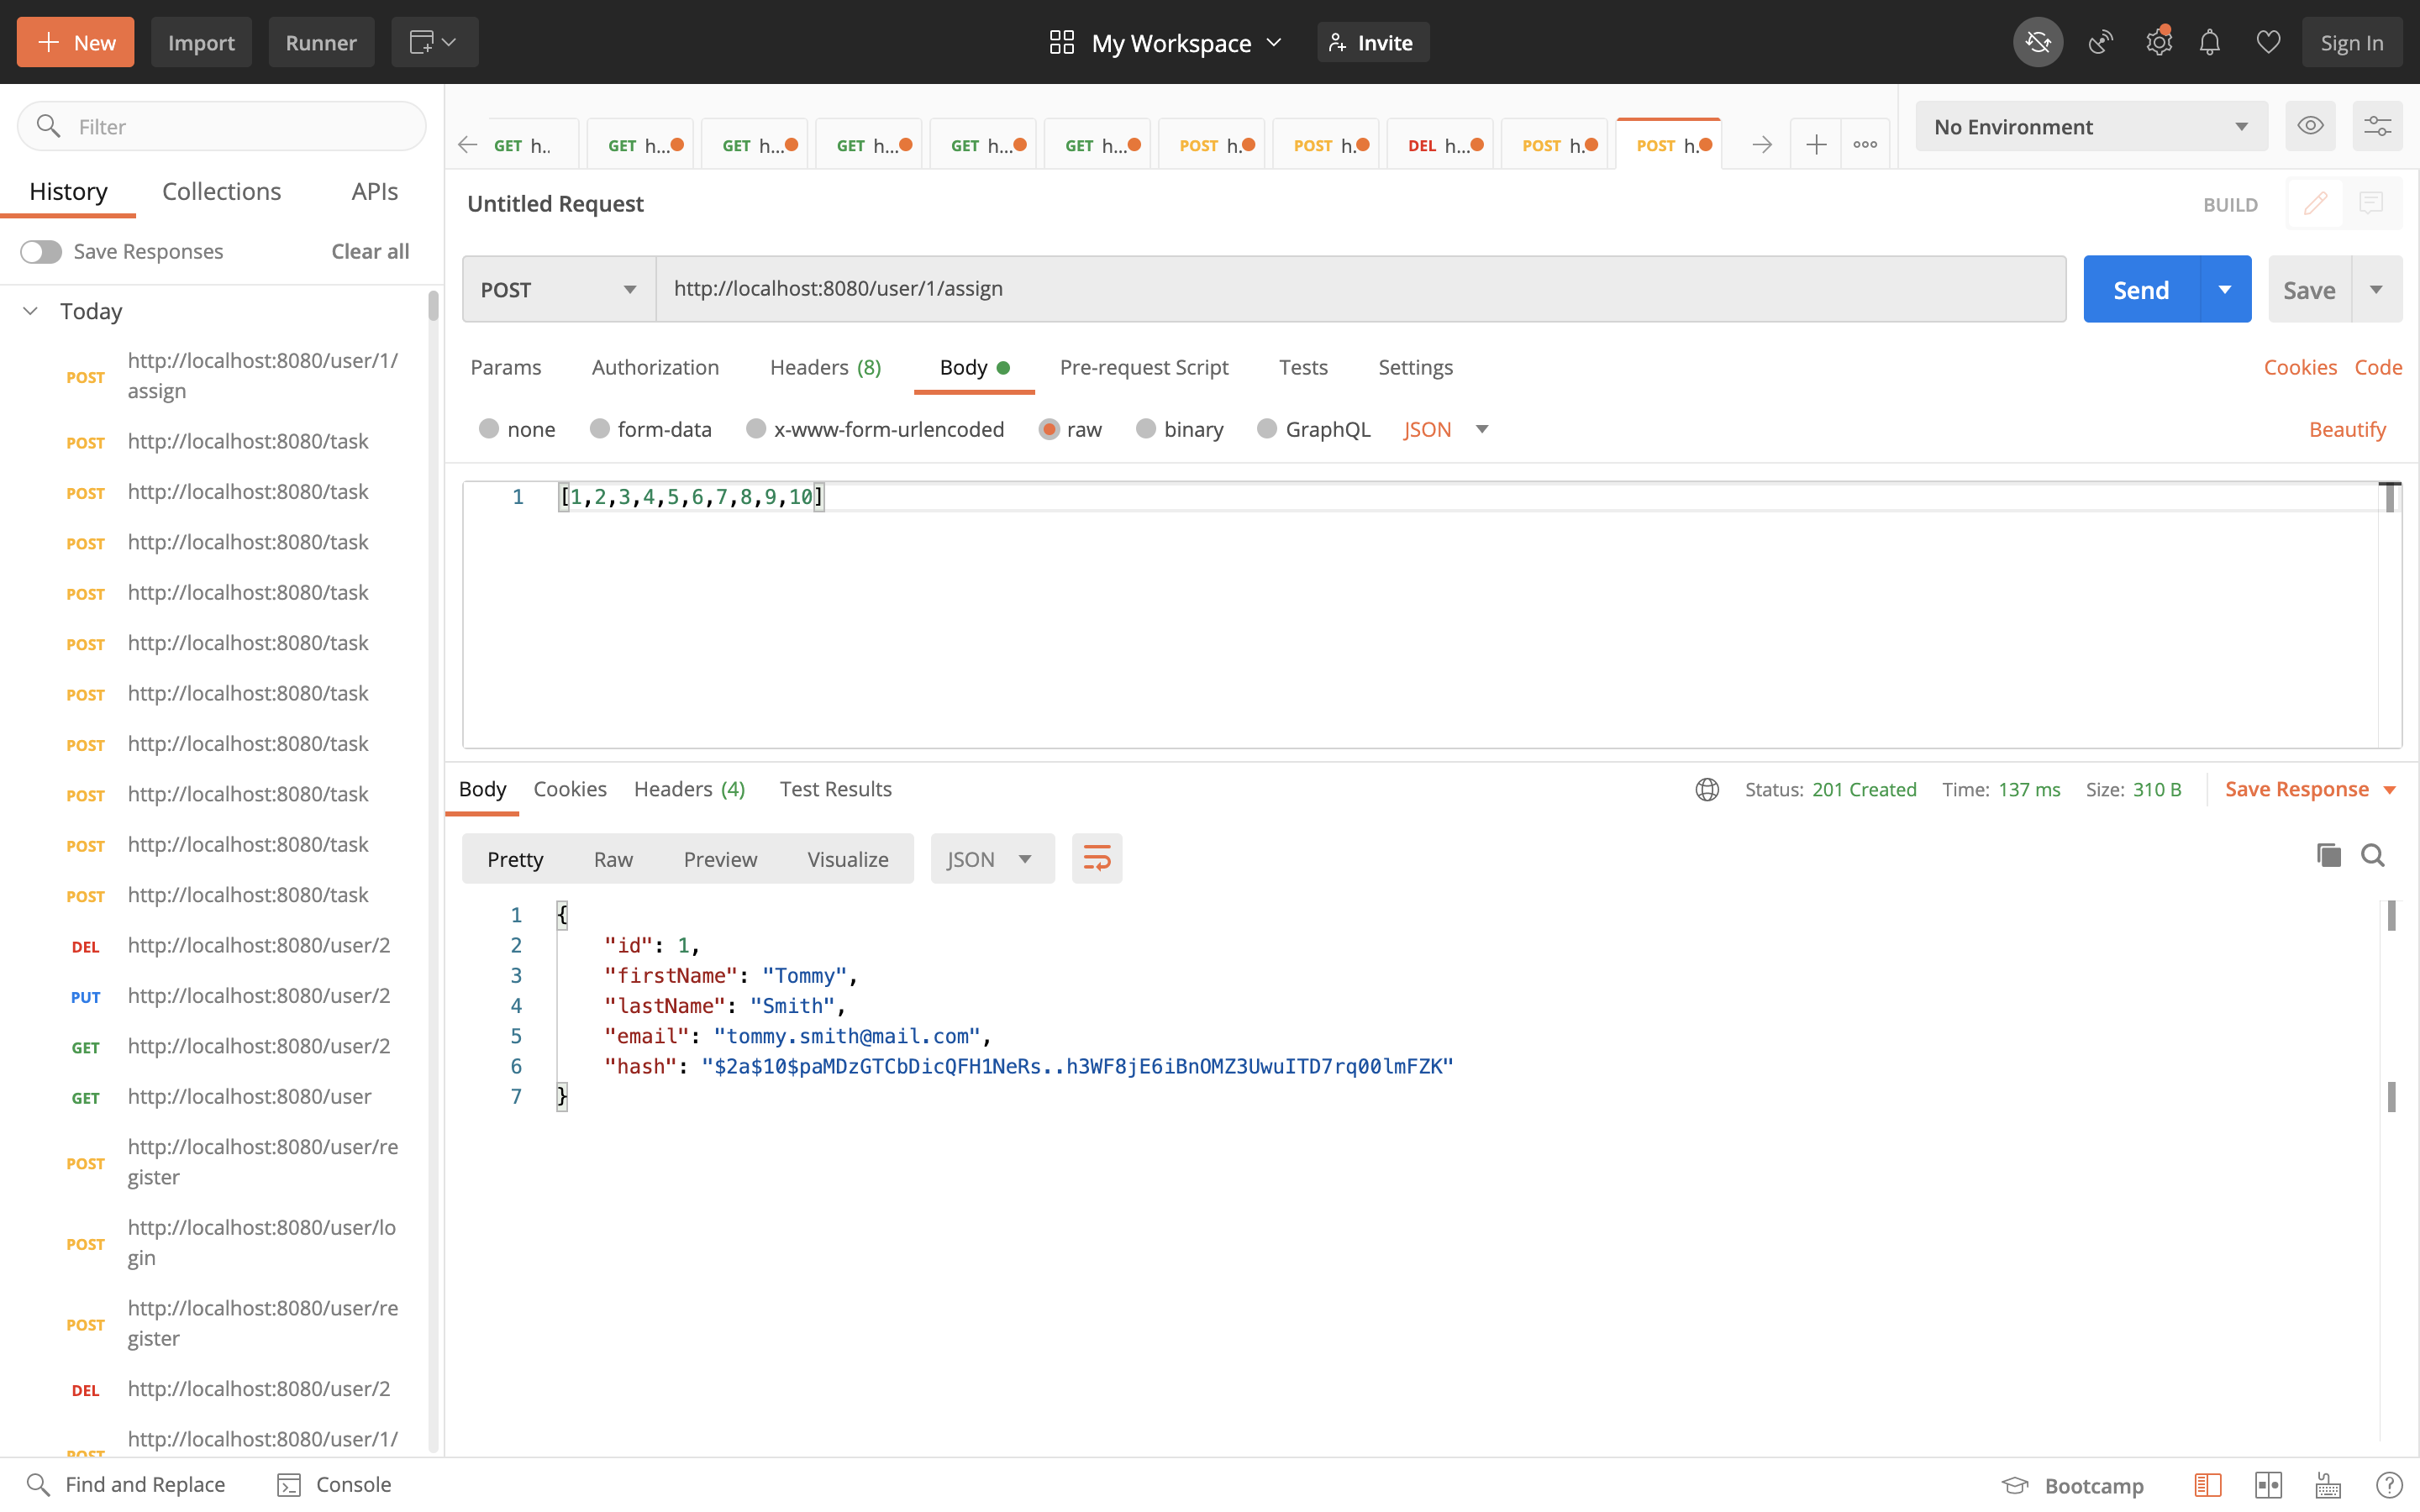 New Import Runner My Workspace Invite Sign In
Filter
GET h.. GET h... GET h... GET h... GET h... GET h... POST h. POST h. DEL h... POST h. POST h. No Environment
History Collections APIs
Untitled Request BUILD
Save Responses Clear all
POST http://localhost:8080/user/1/assign Send Save
Today
Params Authorization Headers (8) Body Pre-request Script Tests Settings Cookies Code
none form-data x-www-form-urlencoded raw binary GraphQL JSON Beautify
1 [1,2,3,4,5,6,7,8,9,10]
POST http://localhost:8080/user/1/
assign
POST http://localhost:8080/task
POST http://localhost:8080/task
POST http://localhost:8080/task
POST http://localhost:8080/task
POST http://localhost:8080/task
POST http://localhost:8080/task
POST http://localhost:8080/task
POST http://localhost:8080/task
POST http://localhost:8080/task
POST http://localhost:8080/task
DEL http://localhost:8080/user/2
PUT http://localhost:8080/user/2
GET http://localhost:8080/user/2
GET http://localhost:8080/user
POST http://localhost:8080/user/re
gister
POST http://localhost:8080/user/lo
gin
POST http://localhost:8080/user/re
gister
DEL http://localhost:8080/user/2
POST http://localhost:8080/user/1/
Body Cookies Headers (4) Test Results Status: 201 Created Time: 137 ms Size: 310 B Save Response
Pretty Raw Preview Visualize JSON
1 {
2 "id": 1,
3 "firstName": "Tommy",
4 "lastName": "Smith",
5 "email": "tommy.smith@mail.com",
6 "hash": "$2a$10$paMDzGTCbDicQFH1NeRs..h3WF8jE6iBnOMZ3UwuITD7rq00lmFZK"
7 }
Find and Replace Console Bootcamp